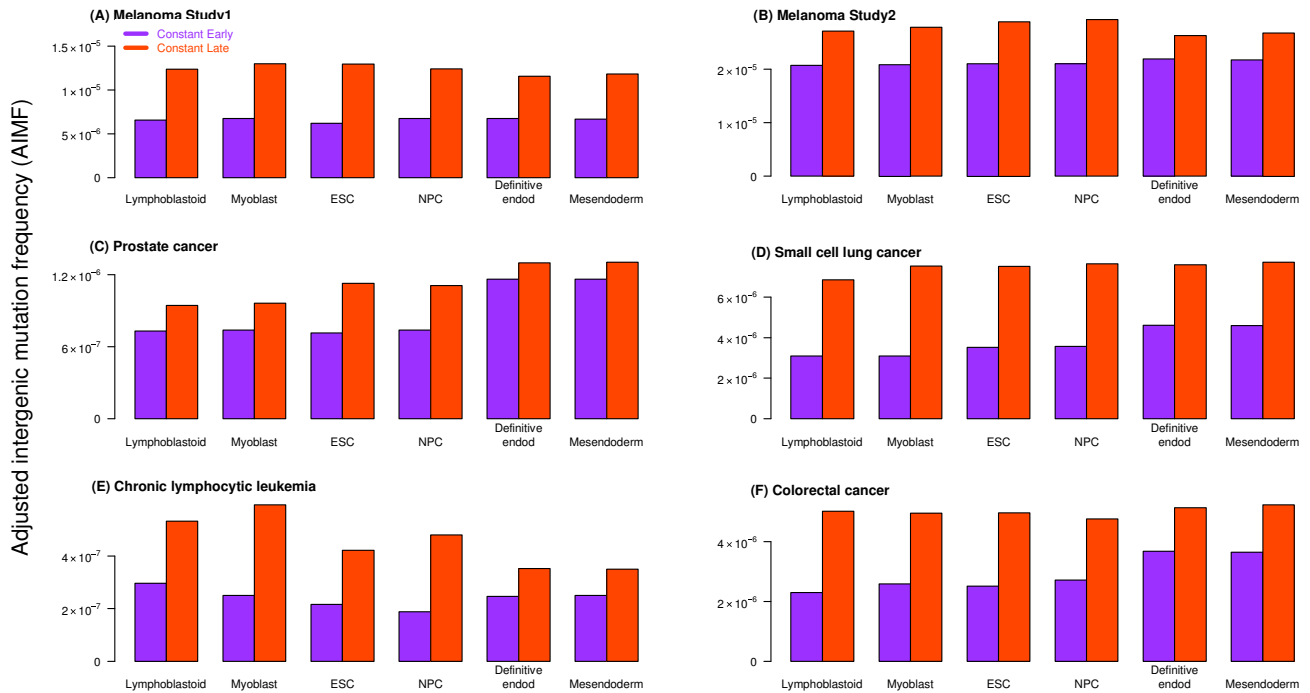 Adjusted intergenic mutation frequency (AIMF)
(A) Melanoma Study1
Constant Early
Constant Late
1.5 × 10⁻⁵
1 × 10⁻⁵
5 × 10⁻⁶
0
Lymphoblastoid Myoblast ESC NPC Definitive endod Mesendoderm
(B) Melanoma Study2
2 × 10⁻⁵
1 × 10⁻⁵
0
Lymphoblastoid Myoblast ESC NPC Definitive endod Mesendoderm
(C) Prostate cancer
1.2 × 10⁻⁶
6 × 10⁻⁷
0
Lymphoblastoid Myoblast ESC NPC Definitive endod Mesendoderm
(D) Small cell lung cancer
6 × 10⁻⁶
4 × 10⁻⁶
2 × 10⁻⁶
0
Lymphoblastoid Myoblast ESC NPC Definitive endod Mesendoderm
(E) Chronic lymphocytic leukemia
4 × 10⁻⁷
2 × 10⁻⁷
0
Lymphoblastoid Myoblast ESC NPC Definitive endod Mesendoderm
(F) Colorectal cancer
4 × 10⁻⁶
2 × 10⁻⁶
0
Lymphoblastoid Myoblast ESC NPC Definitive endod Mesendoderm